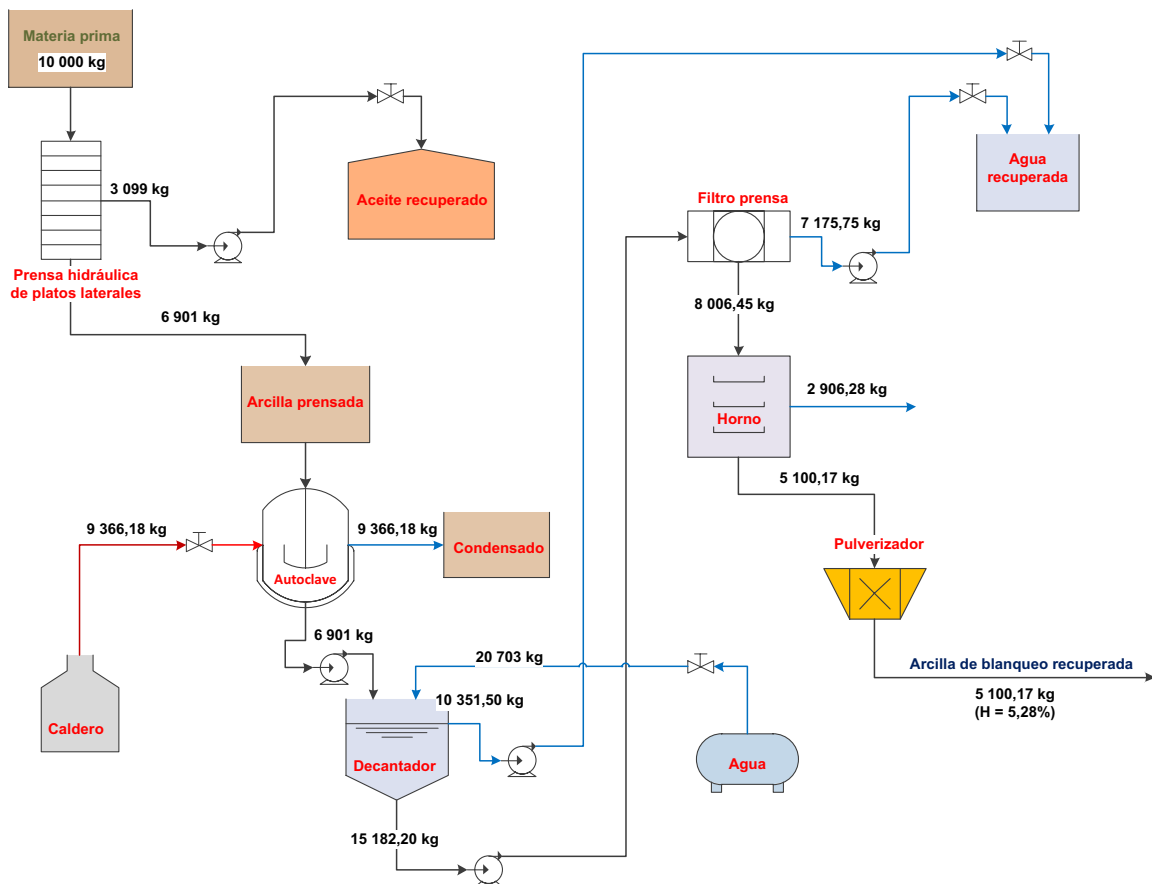 Materia prima
10 000 kg
3 099 kg
Aceite recuperado
Prensa hidráulica
de platos laterales
6 901 kg
Arcilla prensada
9 366,18 kg
Autoclave
9 366,18 kg
Condensado
Caldero
6 901 kg
20 703 kg
10 351,50 kg
Decantador
Agua
15 182,20 kg
Filtro prensa
7 175,75 kg
Agua
recuperada
8 006,45 kg
Horno
2 906,28 kg
5 100,17 kg
Pulverizador
Arcilla de blanqueo recuperada
5 100,17 kg
(H = 5,28%)